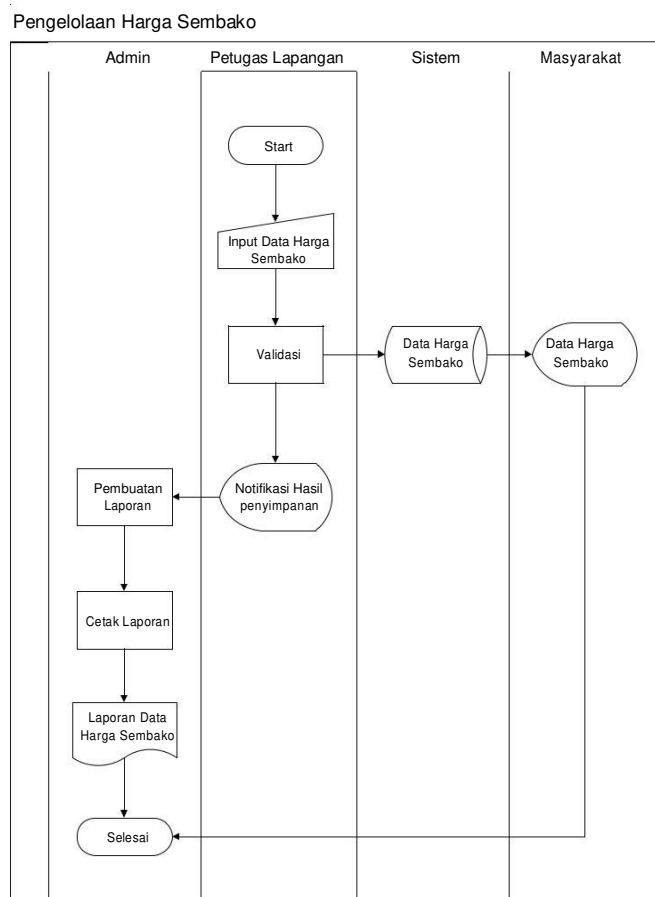 Pengelolaan Harga Sembako
Admin
Petugas Lapangan
Sistem
Masyarakat
Start
Input Data Harga
Sembako
Validasi
Data Harga
Sembako
Data Harga
Sembako
Pembuatan
Laporan
Notifikasi Hasil
penyimpanan
Cetak Laporan
Laporan Data
Harga Sembako
Selesai